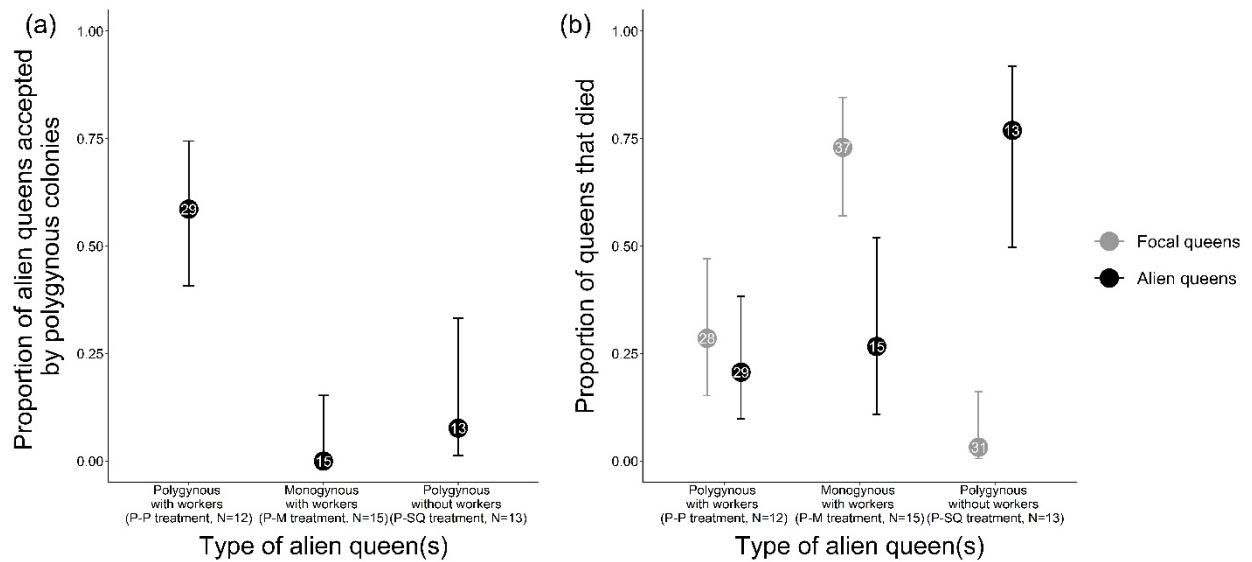 (a)
Proportion of alien queens accepted
by polygynous colonies
1.00
0.75
0.50
0.25
0.00
29
15
13
Polygynous
with workers
(P-P treatment, N=12)
Monogynous
with workers
(P-M treatment, N=15)
Polygynous
without workers
(P-SQ treatment, N=13)
Type of alien queen(s)
(b)
Proportion of queens that died
1.00
0.75
0.50
0.25
0.00
28
29
37
15
31
13
Polygynous
with workers
(P-P treatment, N=12)
Monogynous
with workers
(P-M treatment, N=15)
Polygynous
without workers
(P-SQ treatment, N=13)
Type of alien queen(s)
Focal queens
Alien queens